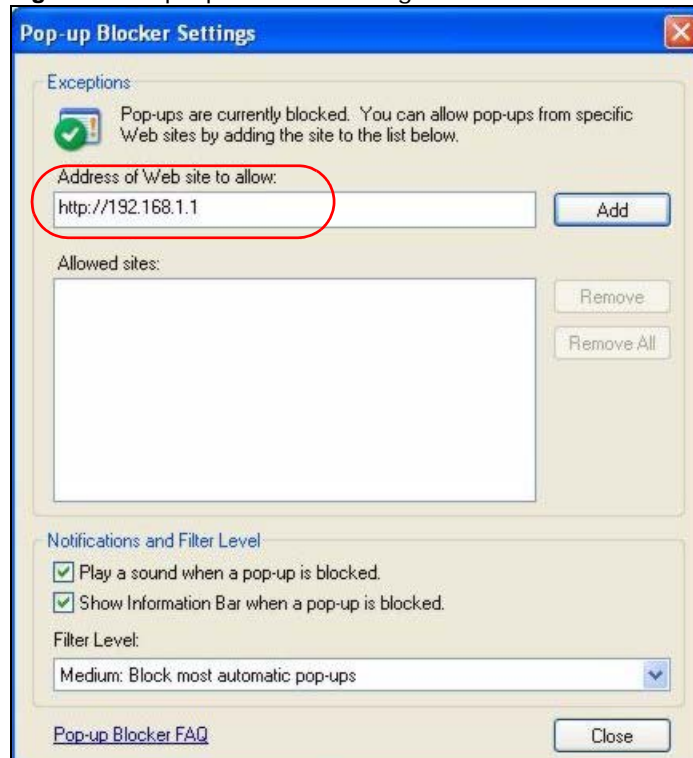 Pop-up Blocker Settings
Exceptions
Pop-ups are currently blocked. You can allow pop-ups from specific
Web sites by adding the site to the list below.
Address of Web site to allow:
http://192.168.1.1
Add
Allowed sites:
Remove
Remove All
Notifications and Filter Level
Play a sound when a pop-up is blocked.
Show Information Bar when a pop-up is blocked.
Filter Level:
Medium: Block most automatic pop-ups
Pop-up Blocker FAQ
Close